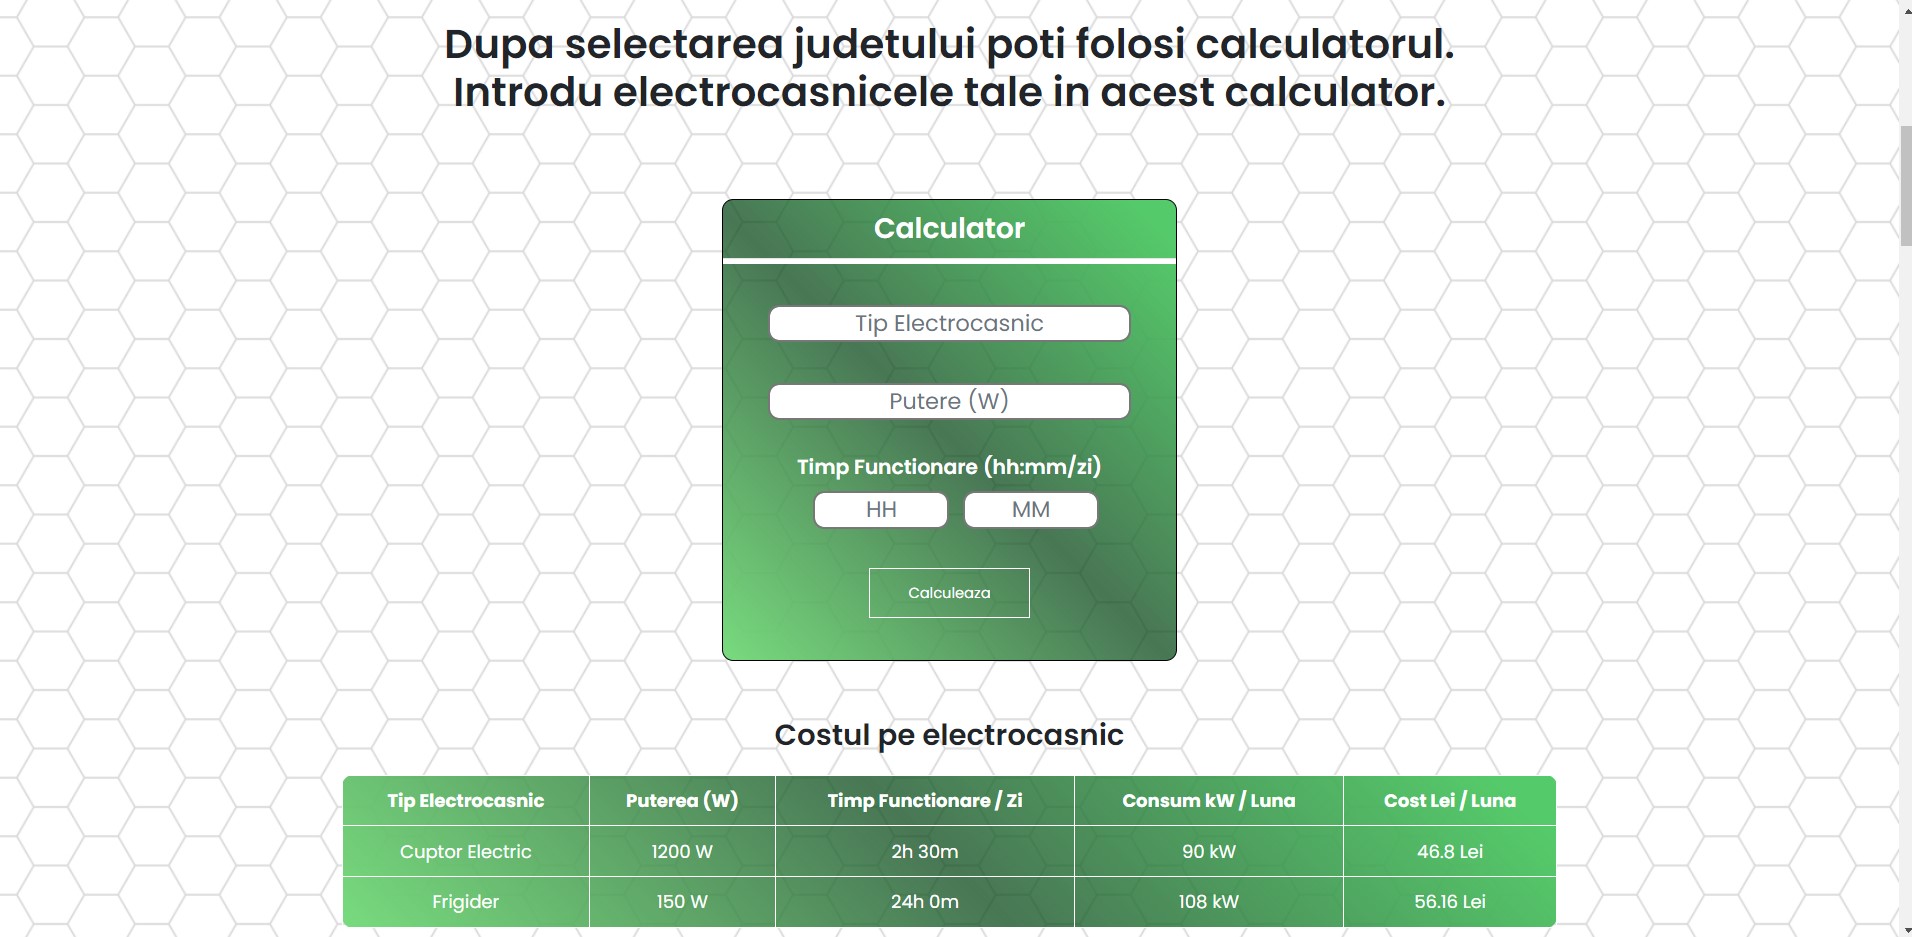 Dupa selectarea judetului poti folosi calculatorul.
Introdu electrocasnicele tale in acest calculator.
Calculator
Tip Electrocasnic
Putere (W)
Timp Functionare (hh:mm/zi)
HH MM
Calculeaza
Costul pe electrocasnic
Tip Electrocasnic Puterea (W) Timp Functionare / Zi Consum kW / Luna Cost Lei / Luna
Cuptor Electric 1200 W 2h 30m 90 kW 46.8 Lei
Frigider 150 W 24h 0m 108 kW 56.16 Lei